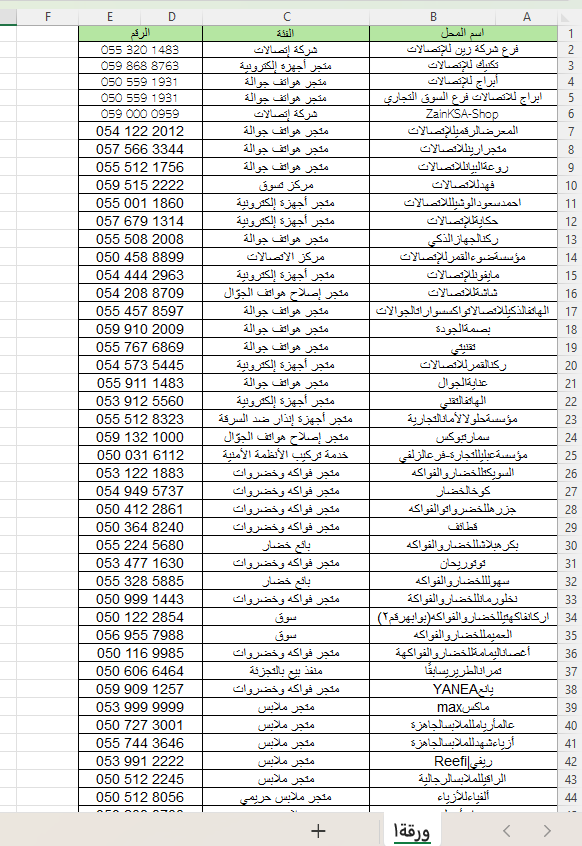 F E D C B A
اسم المحل الفئة الرقم 1
فرع شركة زين للإتصالات شركة إتصالات 055 320 1483 2
تكنيك للإتصالات متجر أجهزة إلكترونية 059 868 8763 3
أبراج للإتصالات متجر هواتف جوالة 050 559 1931 4
ابراج للاتصالات فرع السوق التجاري متجر هواتف جوالة 050 559 1931 5
ZainKSA-Shop شركة إتصالات 059 000 0959 6
المعرضالرقميللإتصالات متجر هواتف جوالة 054 122 2012 7
متجرارينللاتصالات متجر هواتف جوالة 057 566 3344 8
روعةالبيانللاتصالات متجر هواتف جوالة 055 512 1756 9
فهدللاتصالات مركز تسوق 059 515 2222 10
احمدسعودالوشيللاتصالات متجر أجهزة إلكترونية 055 001 1860 11
حكايةللإتصالات متجر أجهزة إلكترونية 057 679 1314 12
ركنالجهازالذكي متجر هواتف جوالة 055 508 2008 13
مؤسسةضوءالقمرللإتصالات مركز الاتصالات 050 458 8899 14
مايفونللإتصالات متجر أجهزة إلكترونية 054 444 2963 15
شاشةللاتصالات متجر إصلاح هواتف الجوّال 054 208 8709 16
الهاتفالذكيللاتصالاتواكسسواراتالجوالات متجر هواتف جوالة 055 457 8597 17
بصمةالجودة متجر هواتف جوالة 059 910 2009 18
تقنيتي متجر هواتف جوالة 055 767 6869 19
ركنالقمرللاتصالات متجر أجهزة إلكترونية 054 573 5445 20
عنايةالجوال متجر هواتف جوالة 055 911 1483 21
الهاتفالتقني متجر أجهزة إلكترونية 053 912 5560 22
مؤسسةحلولالأمانالتجارية متجر أجهزة إنذار ضد السرقة 055 512 8323 23
سمارتيوكس متجر إصلاح هواتف الجوّال 059 132 1000 24
مؤسسةعبليللتجارة-فرعالزلفي خدمة تركيب الأنظمة الأمنية 050 031 6112 25
السويكتللخضاروالفواكه متجر فواكه وخضروات 053 122 1883 26
كوخالخضار متجر فواكه وخضروات 054 949 5737 27
جزرهللخضرواتوالفواكه متجر فواكه وخضروات 050 412 2861 28
قطائف متجر فواكه وخضروات 050 364 8240 29
بكرهبلاشللخضاروالفواكه بائع خضار 055 224 5680 30
توتوريحان متجر فواكه وخضروات 053 477 1630 31
سهولللخضاروالفواكه بائع خضار 055 328 5885 32
نخلورمانللخضاروالفواكة متجر فواكه وخضروات 050 999 1443 33
اركانفاكهتيللخضاروالفواكه(بوابهرقم٢) سوق 050 122 2854 34
العميمللخضاروالفواكه سوق 056 955 7988 35
أغصاناليمامةللخضاروالفواكهة متجر فواكه وخضروات 050 116 9985 36
تمراتالطريريسابقًا منفذ بيع بالتجزئة 050 606 6464 37
يانعYANEA متجر فواكه وخضروات 059 909 1257 38
ماكسmax متجر ملابس 053 999 9999 39
عالمأريامللملابسالجاهزة متجر ملابس 050 727 3001 40
أزياءشهدللملابسالجاهزة متجر ملابس 055 744 3646 41
ريفي|Reefi متجر ملابس 053 991 2222 42
الراقيللملابسالرجالية متجر ملابس 050 512 2245 43
ألفياءللأزياء متجر ملابس حريمي 050 512 8056 44
ورقة١